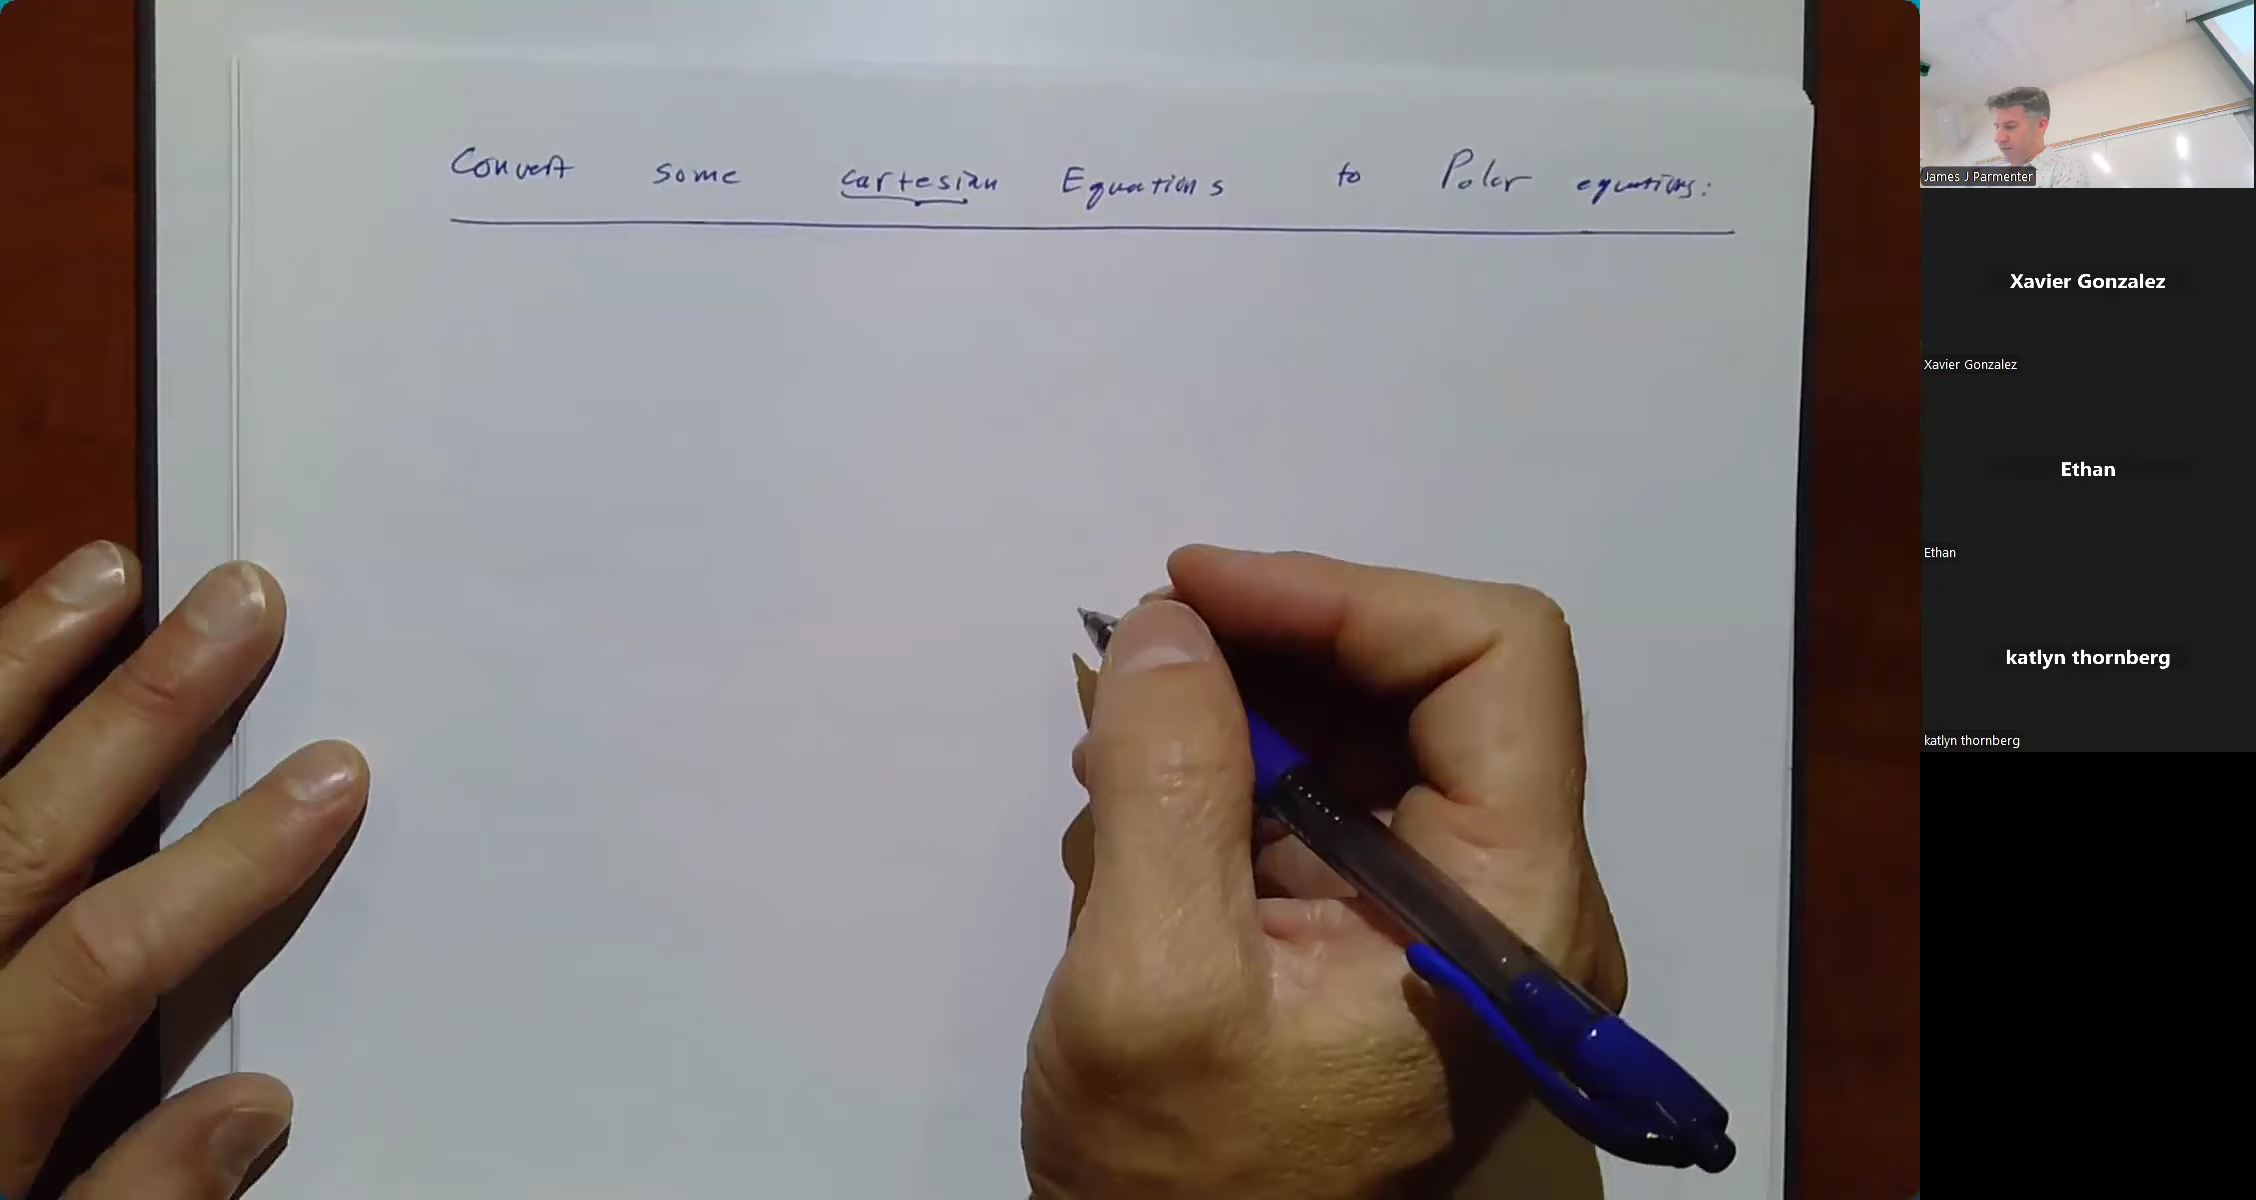 Convert some cartesian Equations to Polar equations:
James J Parmenter
Xavier Gonzalez
Xavier Gonzalez
Ethan
Ethan
katlyn thornberg
katlyn thornberg